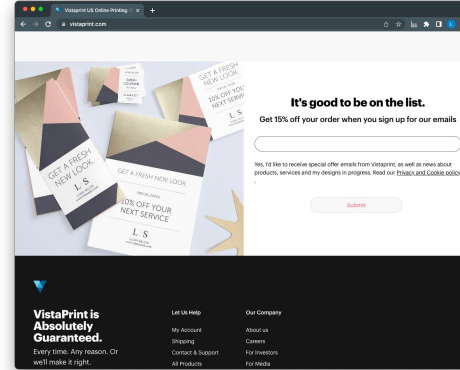 Vistaprint US Online Printing:
vistaprint.com
GET A FRESH
NEW LOOK
10% OFF YOUR
NEXT SERVICE
L S
GET A FRESH
NEW LOOK
L S
GET A FRESH NEW LOOK
SPECIAL OFFER
10% OFF YOUR
NEXT SERVICE
L S
It's good to be on the list.
Get 15% off your order when you sign up for our emails
Yes, I'd like to receive special offer emails from Vistaprint, as well as news about
products, services and my designs in progress. Read our Privacy and Cookie policy
.
Submit
VistaPrint is
Absolutely
Guaranteed.
Every time. Any reason. Or
we'll make it right.
Let Us Help
My Account
Shipping
Contact & Support
All Products
Our Company
About us
Careers
For Investors
For Media